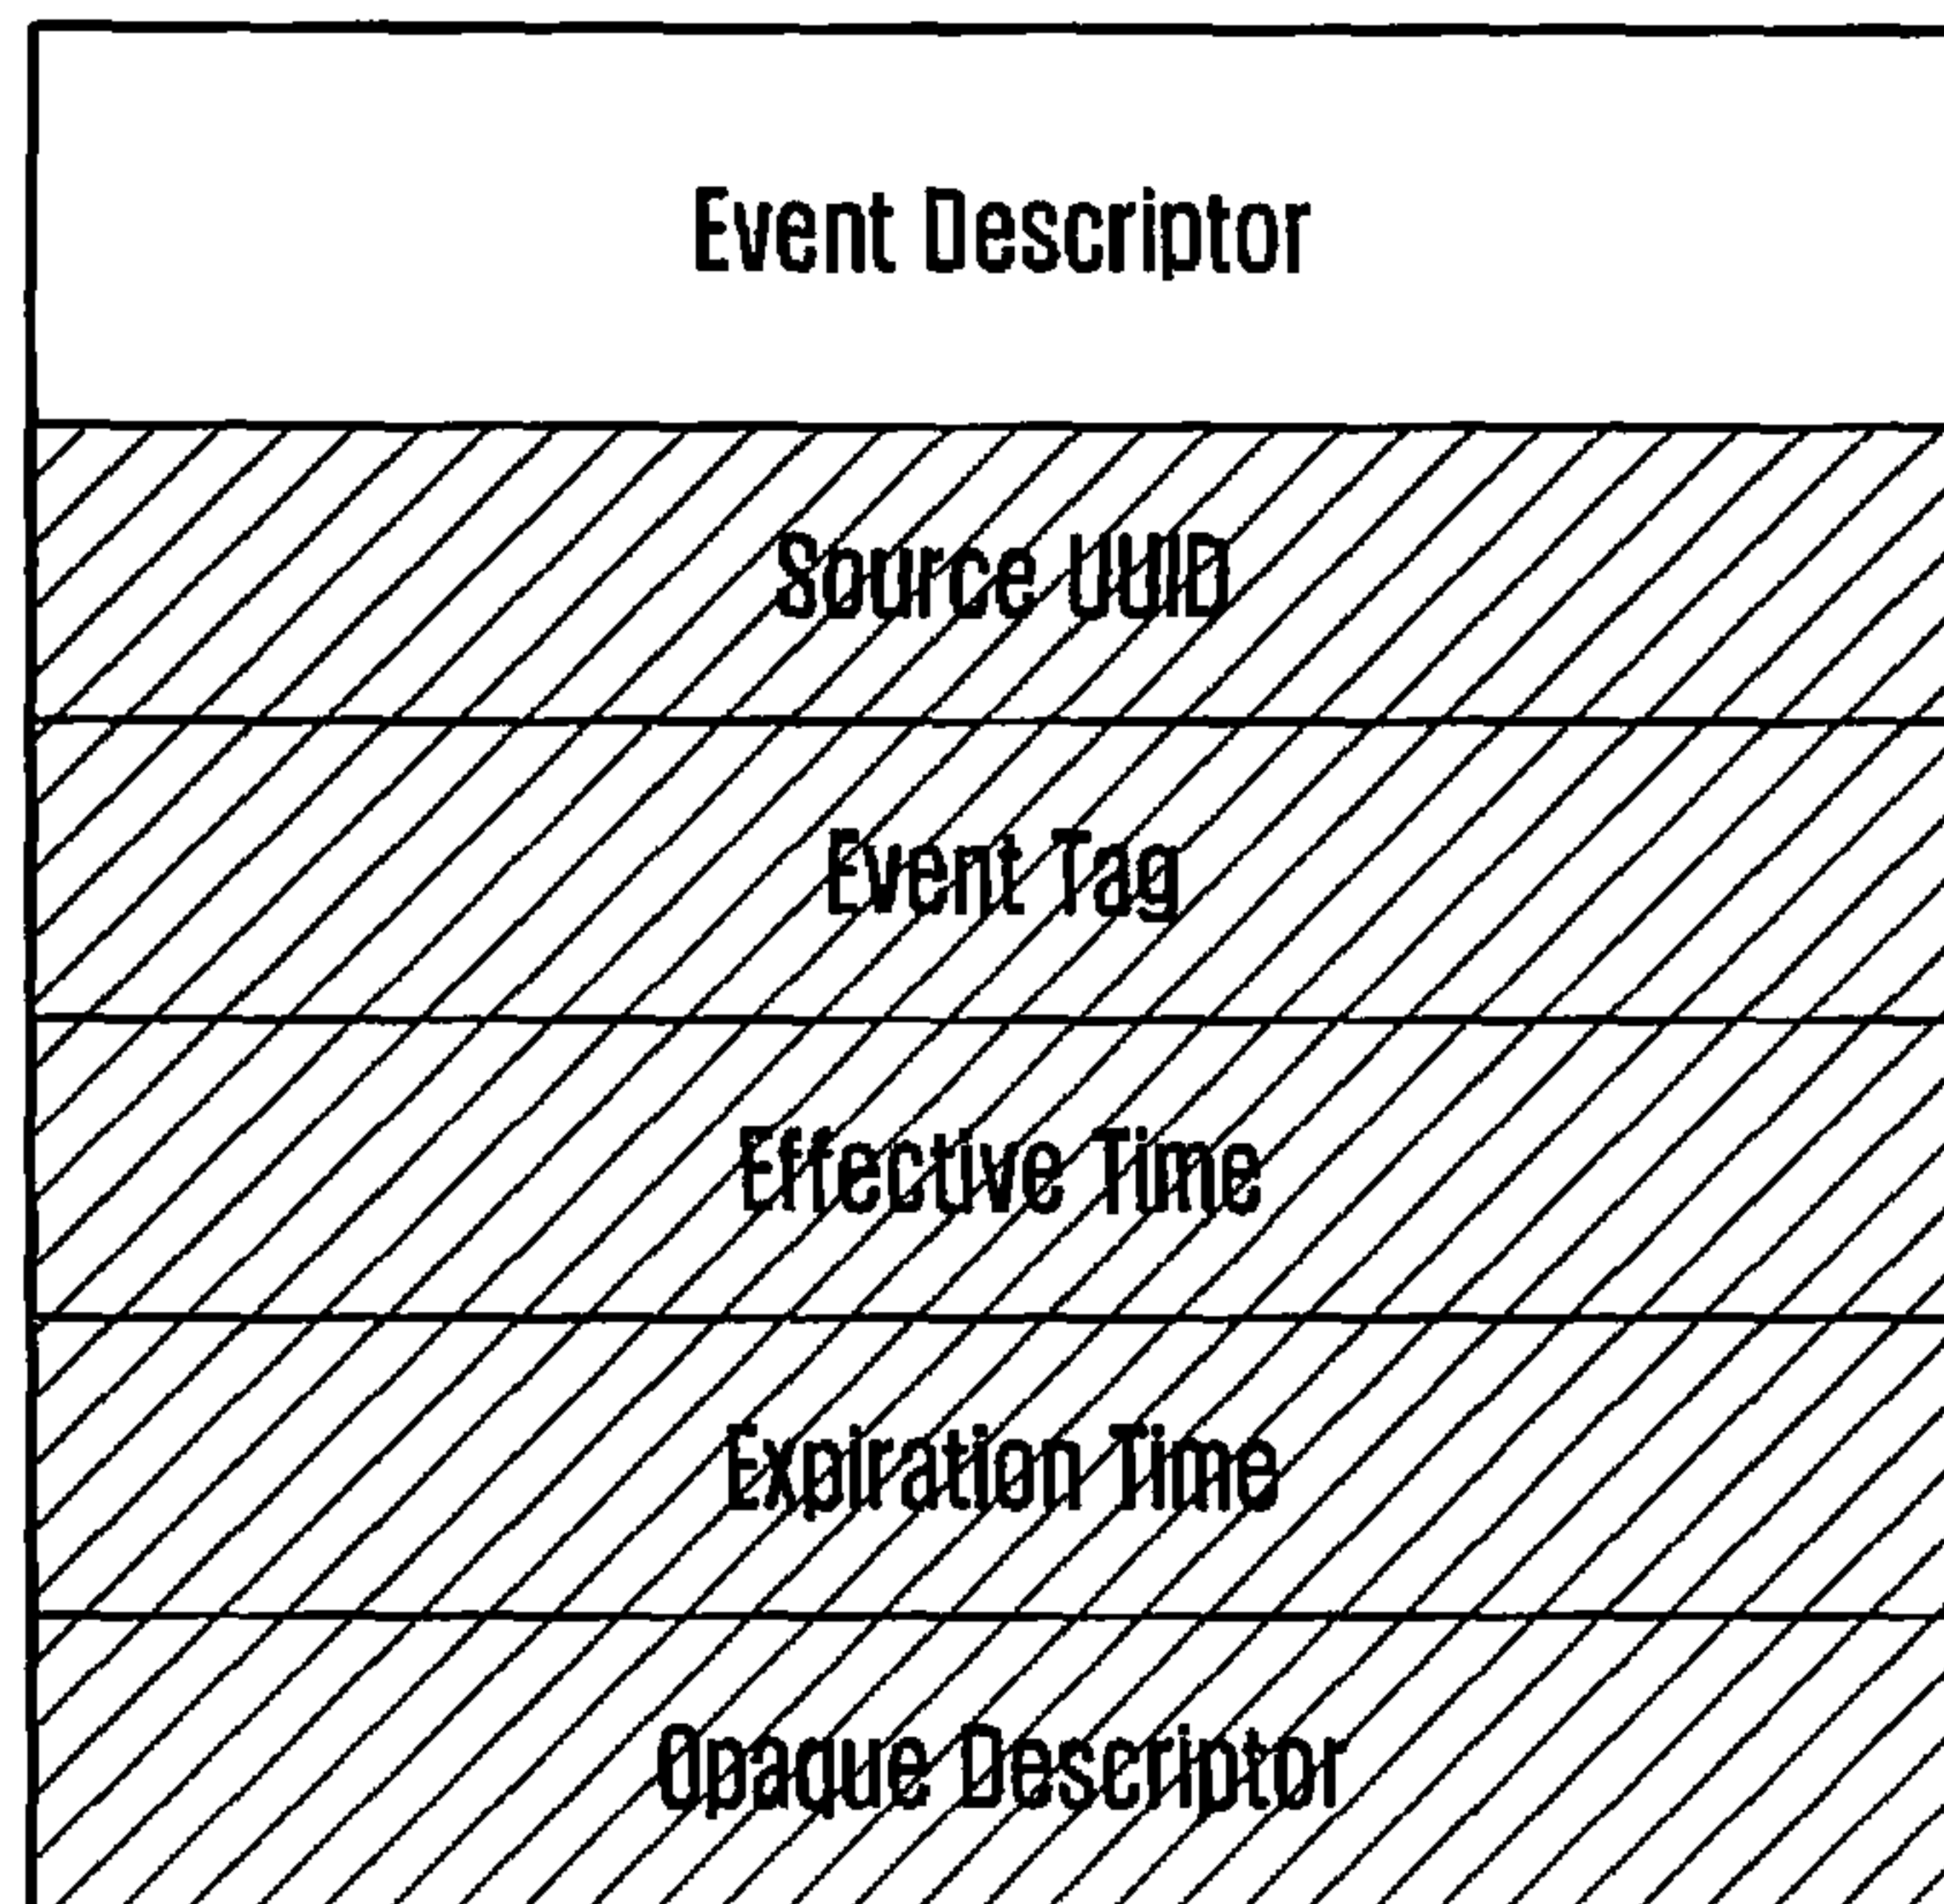 Event Descriptor
Source UUID
Event Tag
Effective Time
Expiration Time
Opaque Descriptor